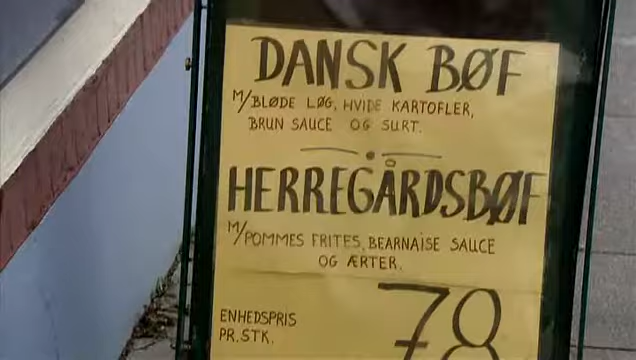 DANSK BØF
M/BLØDE LØG, HVIDE KARTOFLER,
BRUN SAUCE OG SURT.
HERREGÅRDSBØF
M/POMMES FRITES, BEARNAISE SAUCE
OG ÆRTER.
ENHEDSPRIS
PR. STK.
78